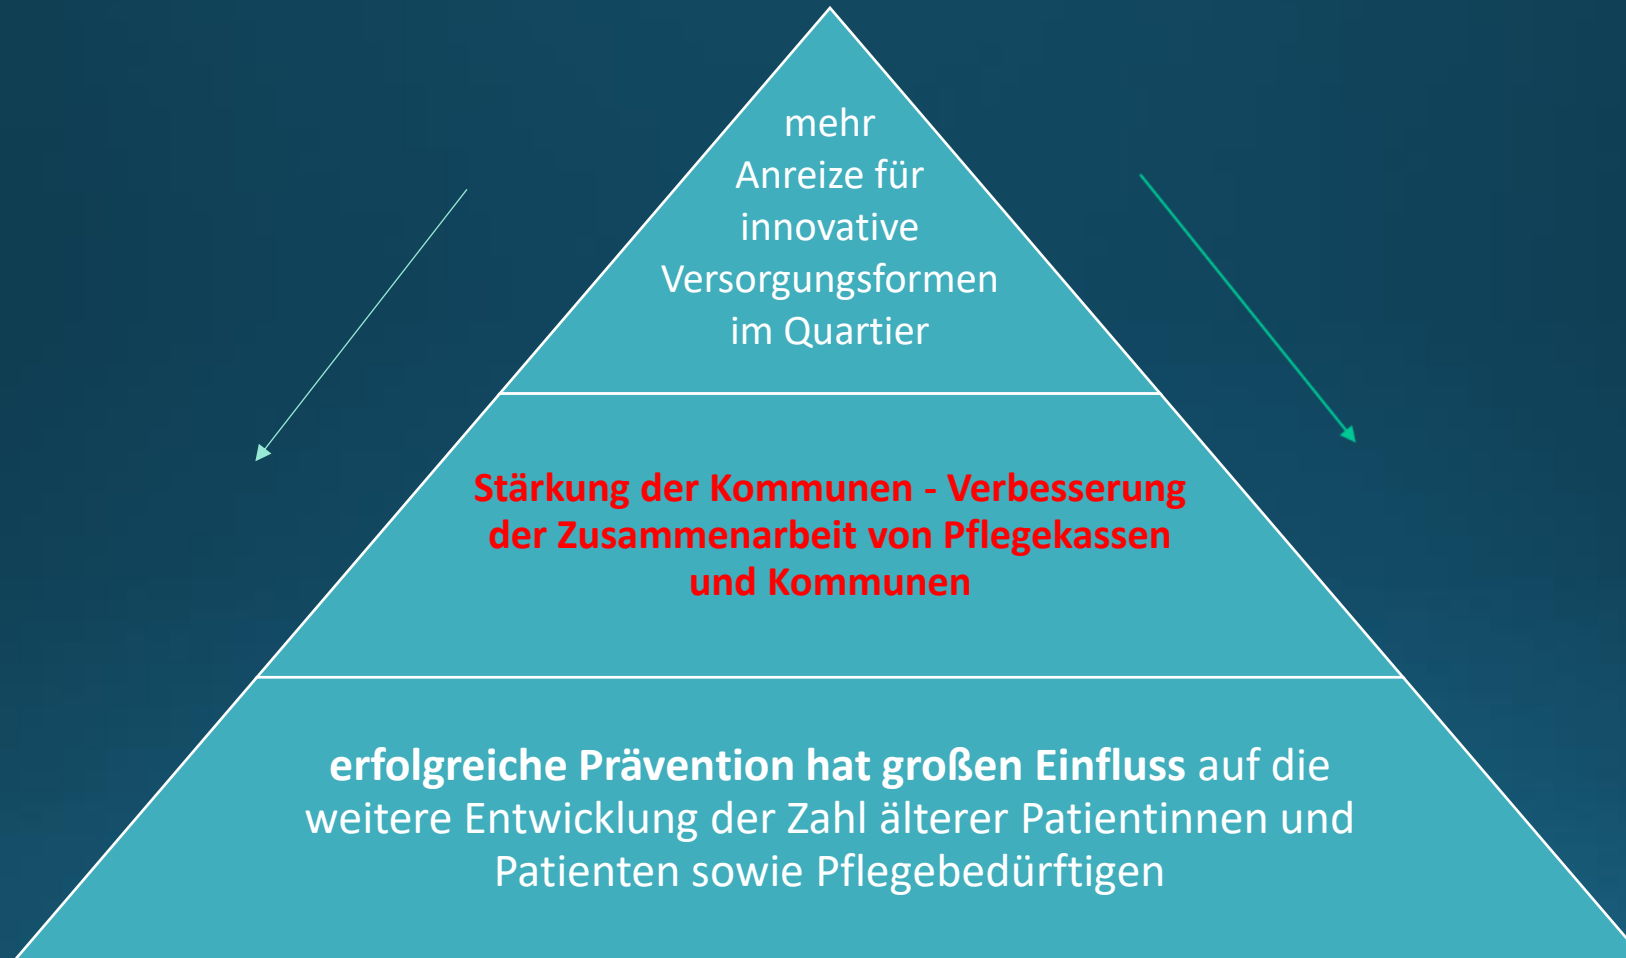 mehr
Anreize für
innovative
Versorgungsformen
im Quartier
Stärkung der Kommunen - Verbesserung
der Zusammenarbeit von Pflegekassen
und Kommunen
erfolgreiche Prävention hat großen Einfluss auf die
weitere Entwicklung der Zahl älterer Patientinnen und
Patienten sowie Pflegebedürftigen